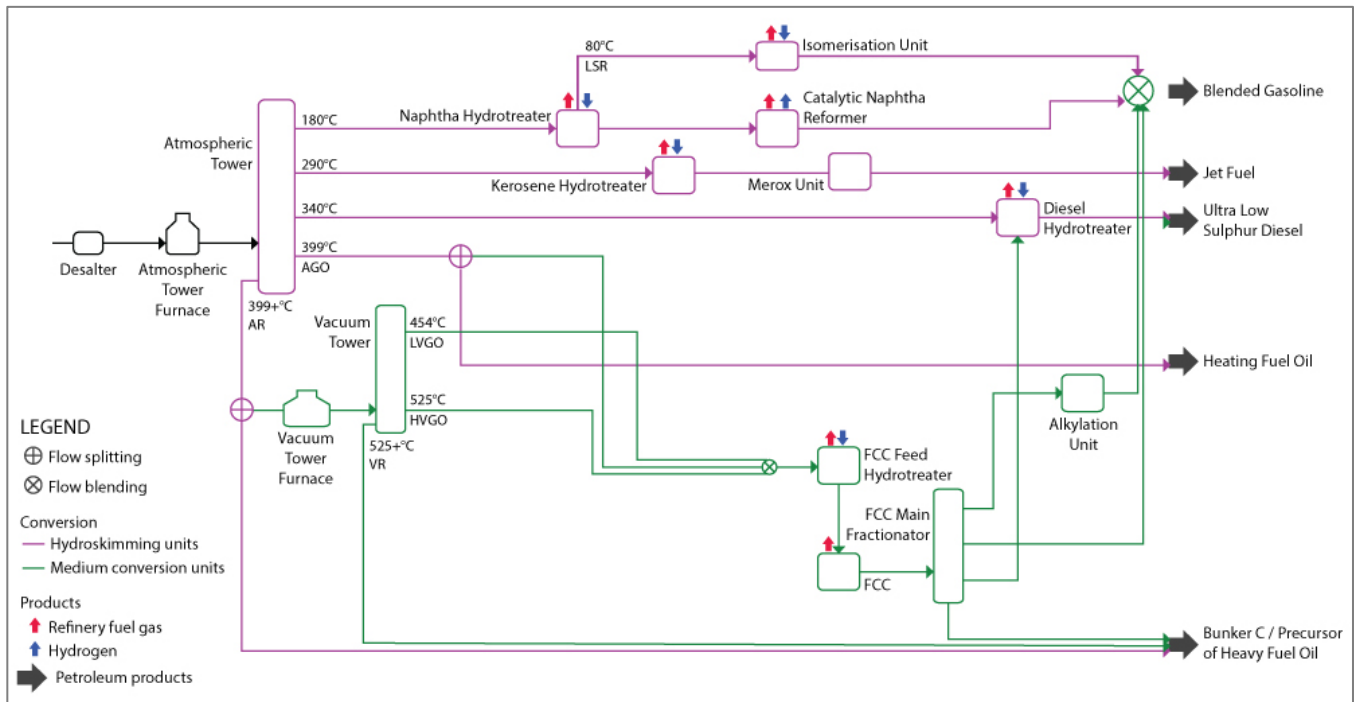 80°C
LSR
Isomerisation Unit
Blended Gasoline
Naphtha Hydrotreater
Catalytic Naphtha
Reformer
180°C
Atmospheric
Tower
290°C
Kerosene Hydrotreater
Merox Unit
Jet Fuel
340°C
Diesel
Hydrotreater
Ultra Low
Sulphur Diesel
399°C
AGO
Desalter
Atmospheric
Tower
Furnace
399+°C
AR
Vacuum
Tower
454°C
LVGO
Heating Fuel Oil
525°C
HVGO
Alkylation
Unit
Vacuum
Tower
Furnace
525+°C
VR
FCC Feed
Hydrotreater
FCC Main
Fractionator
FCC
Bunker C / Precursor
of Heavy Fuel Oil
LEGEND
Flow splitting
Flow blending
Conversion
Hydroskimming units
Medium conversion units
Products
Refinery fuel gas
Hydrogen
Petroleum products